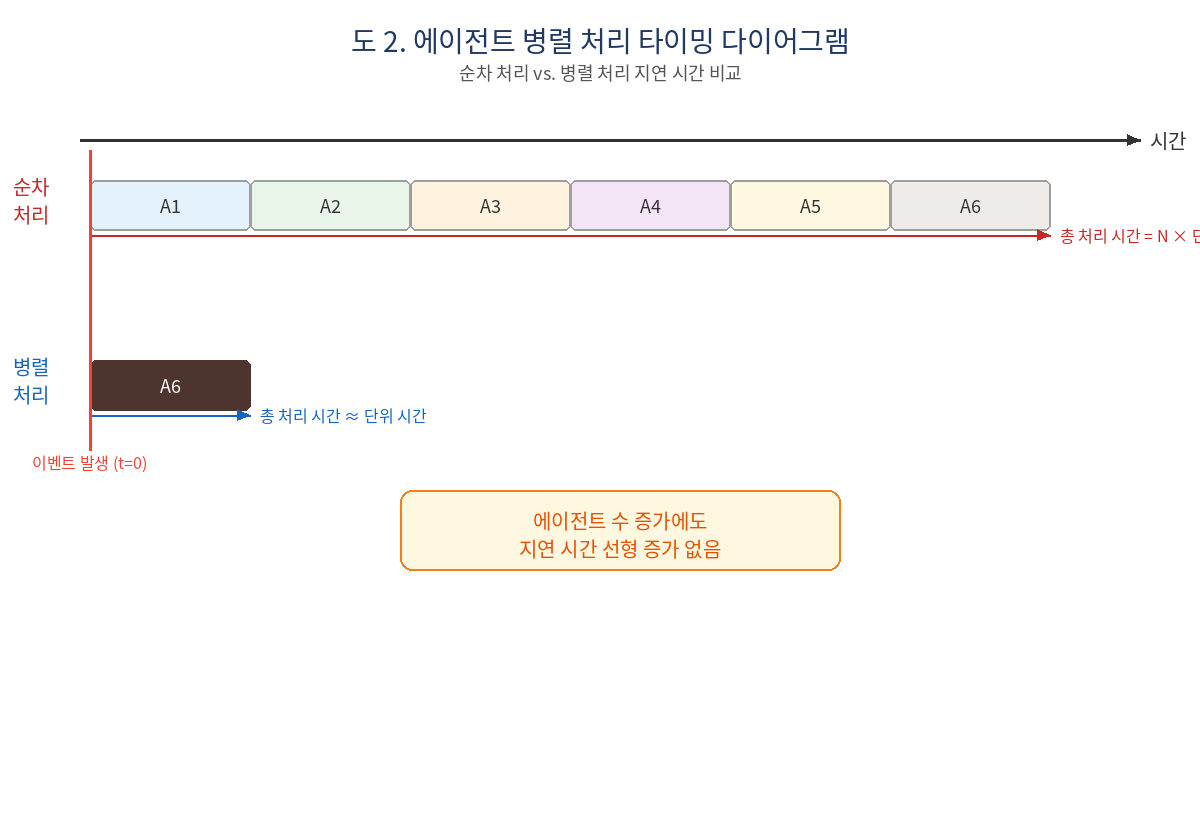 도 2. 에이전트 병렬 처리 타이밍 다이어그램
순차 처리 vs. 병렬 처리 지연 시간 비교
시간
순차
처리
A1
A2
A3
A4
A5
A6
총 처리 시간 = N ×
병렬
처리
A6
총 처리 시간 ≈ 단위 시간
이벤트 발생 (t=0)
에이전트 수 증가에도
지연 시간 선형 증가 없음